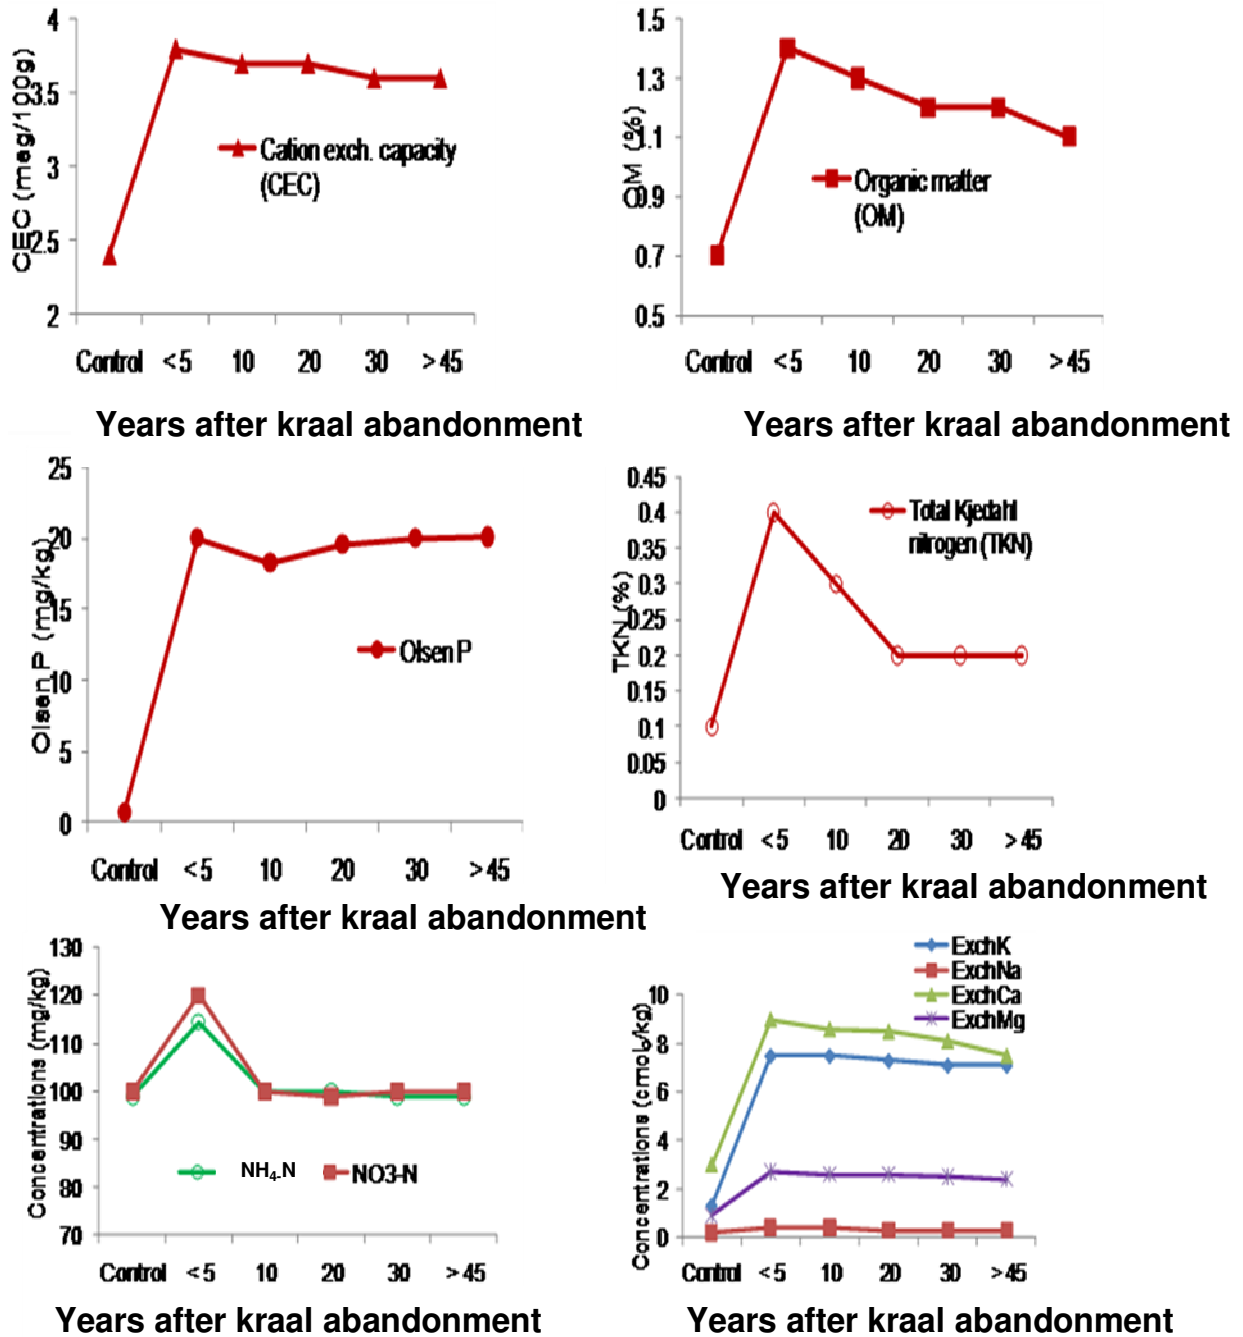 4
3.5
3
2.5
2
CEC (meg/100g)
Cation exch. capacity
(CEC)
Control <5 10 20 30 >45
Years after kraal abandonment
1.5
1.3
1.1
0.9
0.7
0.5
OM (%)
Organic matter
(OM)
Control <5 10 20 30 >45
Years after kraal abandonment
25
20
15
10
5
0
Olsen P (mg/kg)
Olsen P
Control <5 10 20 30 >45
Years after kraal abandonment
0.45
0.4
0.35
0.3
0.25
0.2
0.15
0.1
0.05
0
TKN (%)
Total Kjedahl
nitrogen (TKN)
Control <5 10 20 30 >45
Years after kraal abandonment
130
120
110
100
90
80
70
Concentrations (mg/kg)
NH4-N NO3-N
Control <5 10 20 30 >45
Years after kraal abandonment
ExchK
ExchNa
ExchCa
ExchMg
10
8
6
4
2
0
Concentrations (cmol/kg)
Control <5 10 20 30 >45
Years after kraal abandonment